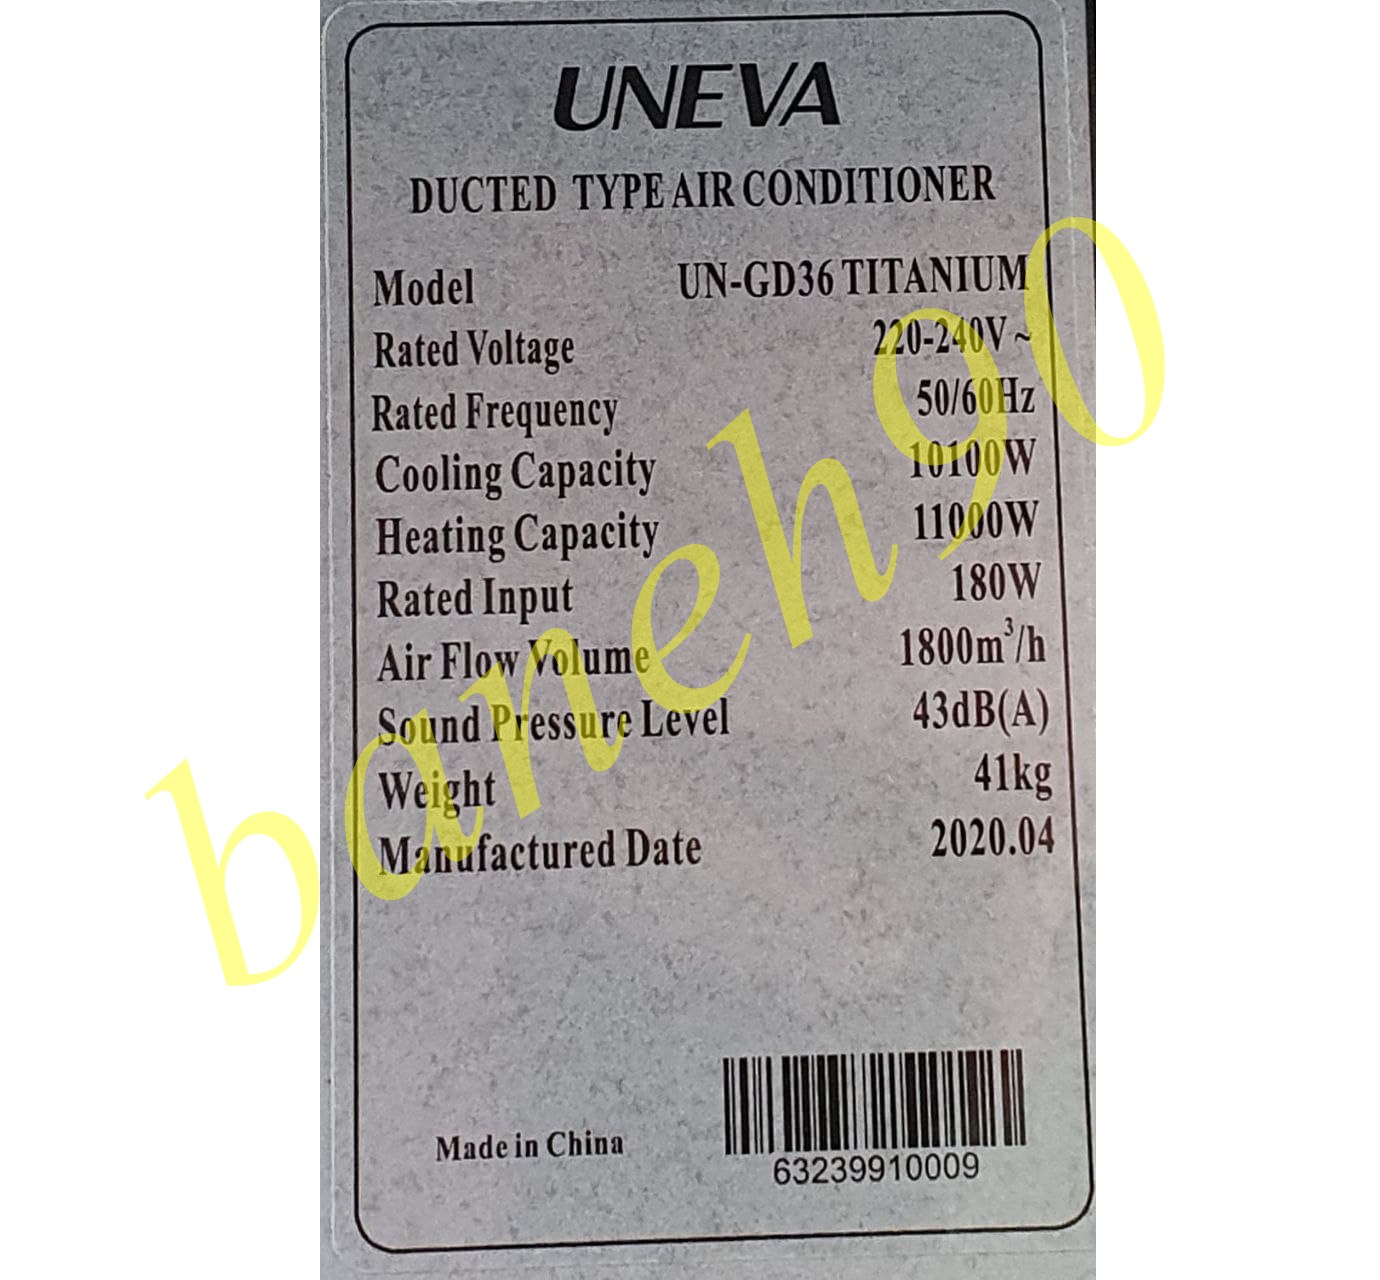 UNEVA
DUCTED TYPE AIR CONDITIONER
Model UN-GD36 TITANIUM
Rated Voltage 220-240V ~
Rated Frequency 50/60Hz
Cooling Capacity 10100W
Heating Capacity 11000W
Rated Input 180W
Air Flow Volume 1800m³/h
Sound Pressure Level 43dB(A)
Weight 41kg
Manufactured Date 2020.04
Made in China
63239910009
baneh90